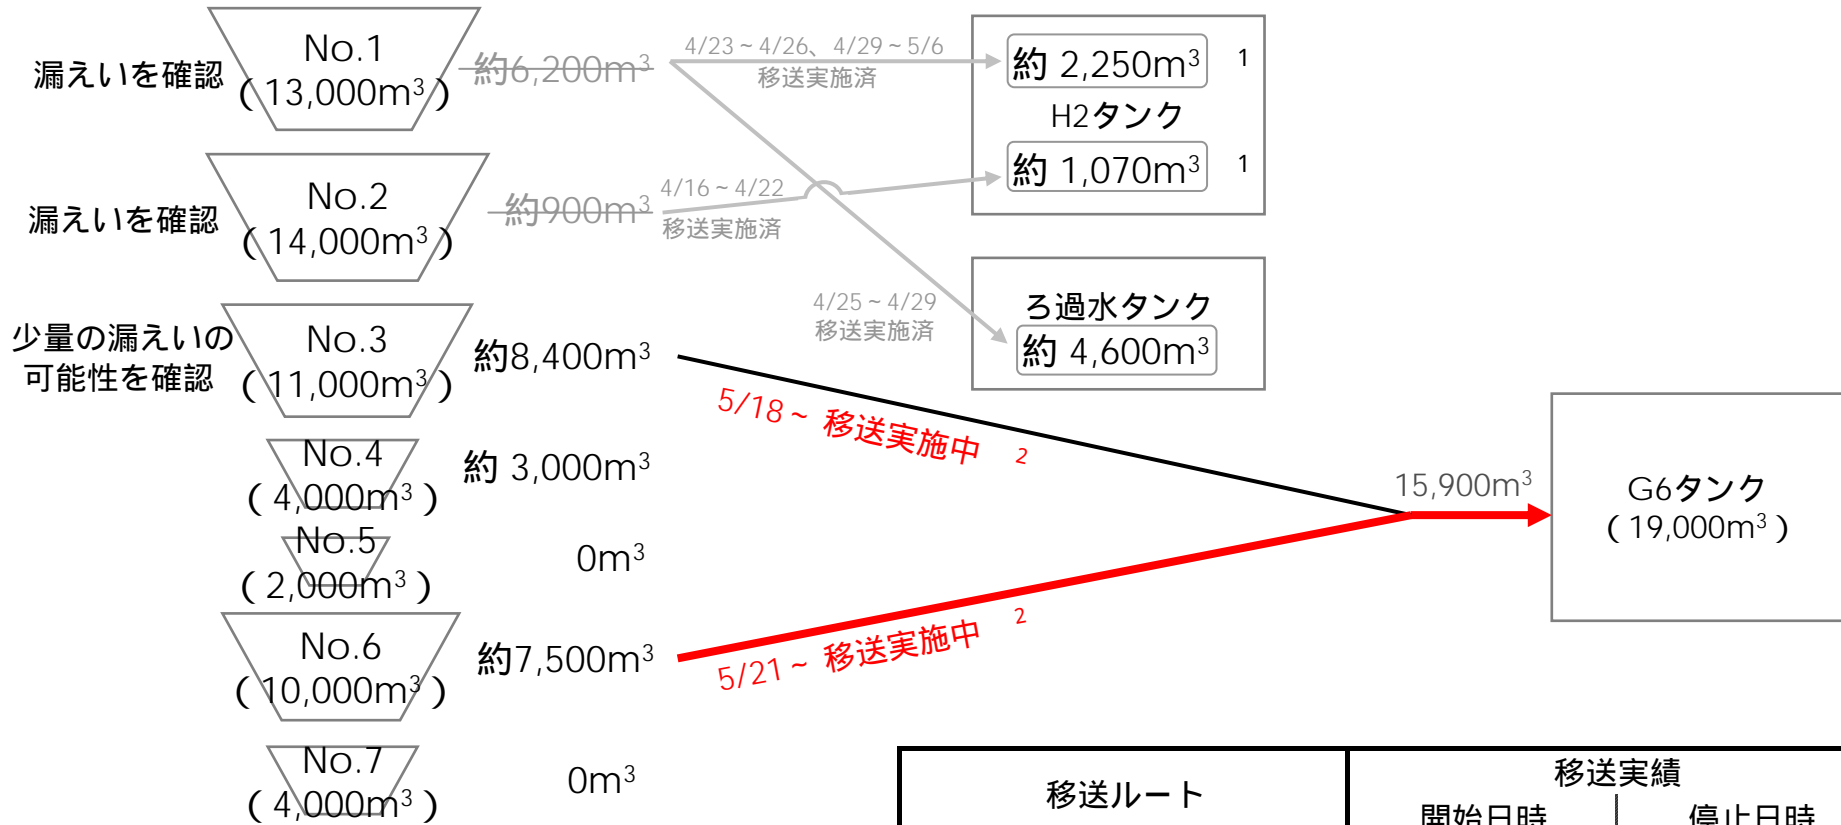 漏えいを確認
No.1
（13,000m³）
約6,200m³
4/23～4/26、4/29～5/6
移送実施済
約 2,250m³ 1
H2タンク
約 1,070m³ 1
漏えいを確認
No.2
（14,000m³）
約900m³
4/16～4/22
移送実施済
4/25～4/29
移送実施済
ろ過水タンク
約 4,600m³
少量の漏えいの
可能性を確認
No.3
（11,000m³）
約8,400m³
5/18～ 移送実施中 2
No.4
（4,000m³）
約 3,000m³
15,900m³
G6タンク
（19,000m³）
No.5
（2,000m³）
0m³
No.6
（10,000m³）
約7,500m³
5/21～ 移送実施中 2
No.7
（4,000m³）
0m³
移送ルート
移送実績
開始日時
停止日時